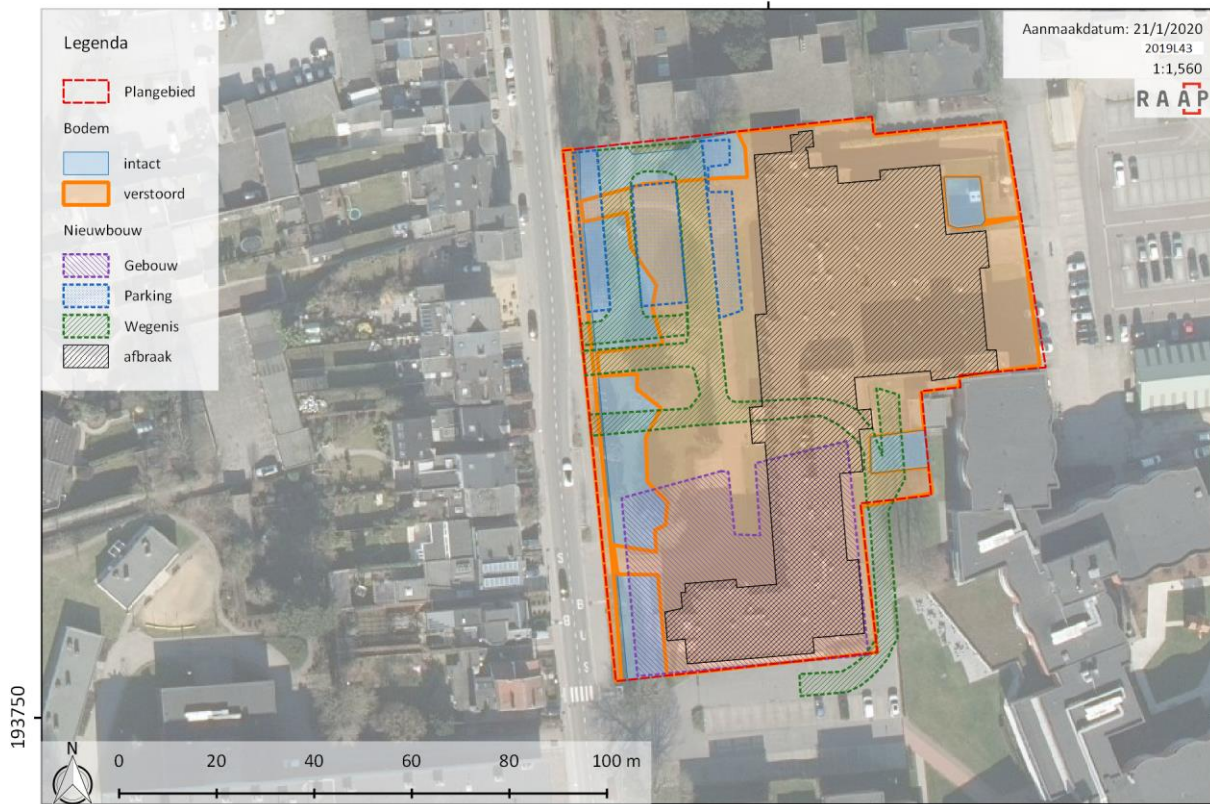 Legenda
Plangebied
Bodem
intact
verstoord
Nieuwbouw
Gebouw
Parking
Wegenis
afbraak
Aanmaakdatum: 21/1/2020
2019L43
1:1,560
RAAP
S
B
U
S
193750
N
0 20 40 60 80 100 m